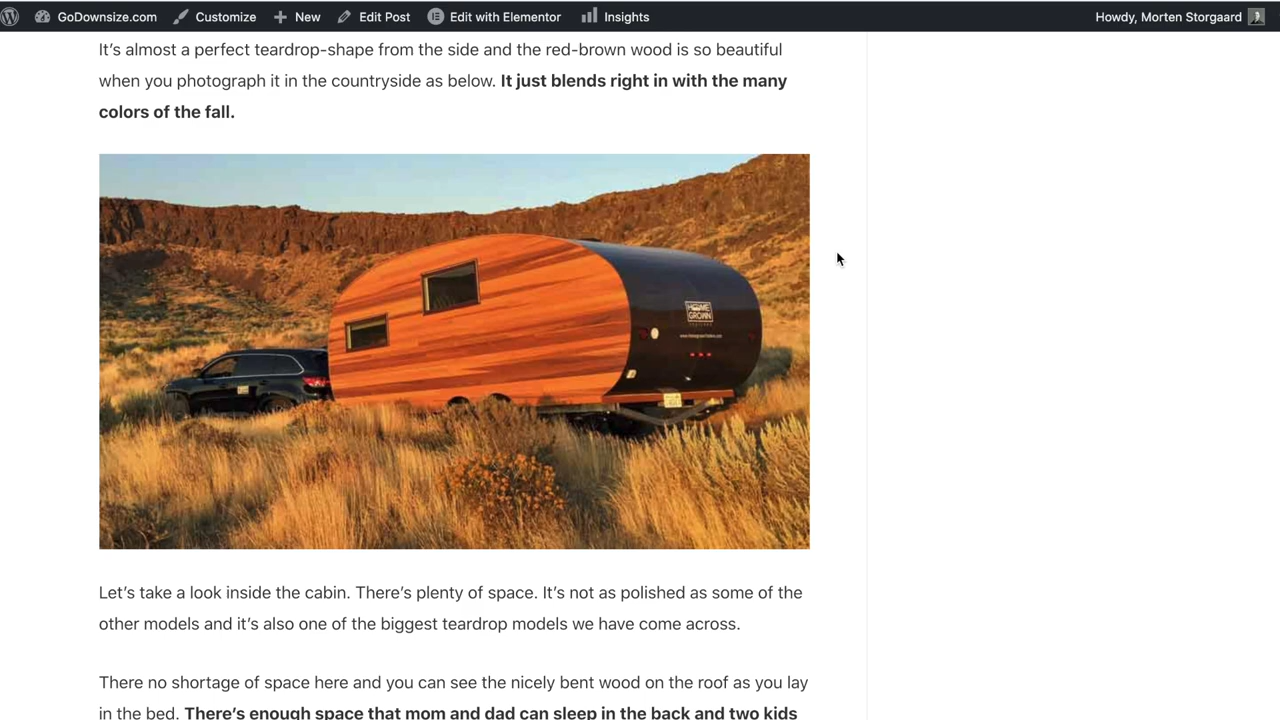 GoDownsize.com Customize New Edit Post Edit with Elementor Insights Howdy, Morten Storgaard
It's almost a perfect teardrop-shape from the side and the red-brown wood is so beautiful
when you photograph it in the countryside as below. It just blends right in with the many
colors of the fall.
HOME
GROWN
Let's take a look inside the cabin. There's plenty of space. It's not as polished as some of the
other models and it's also one of the biggest teardrop models we have come across.
There no shortage of space here and you can see the nicely bent wood on the roof as you lay
in the bed. There's enough space that mom and dad can sleep in the back and two kids